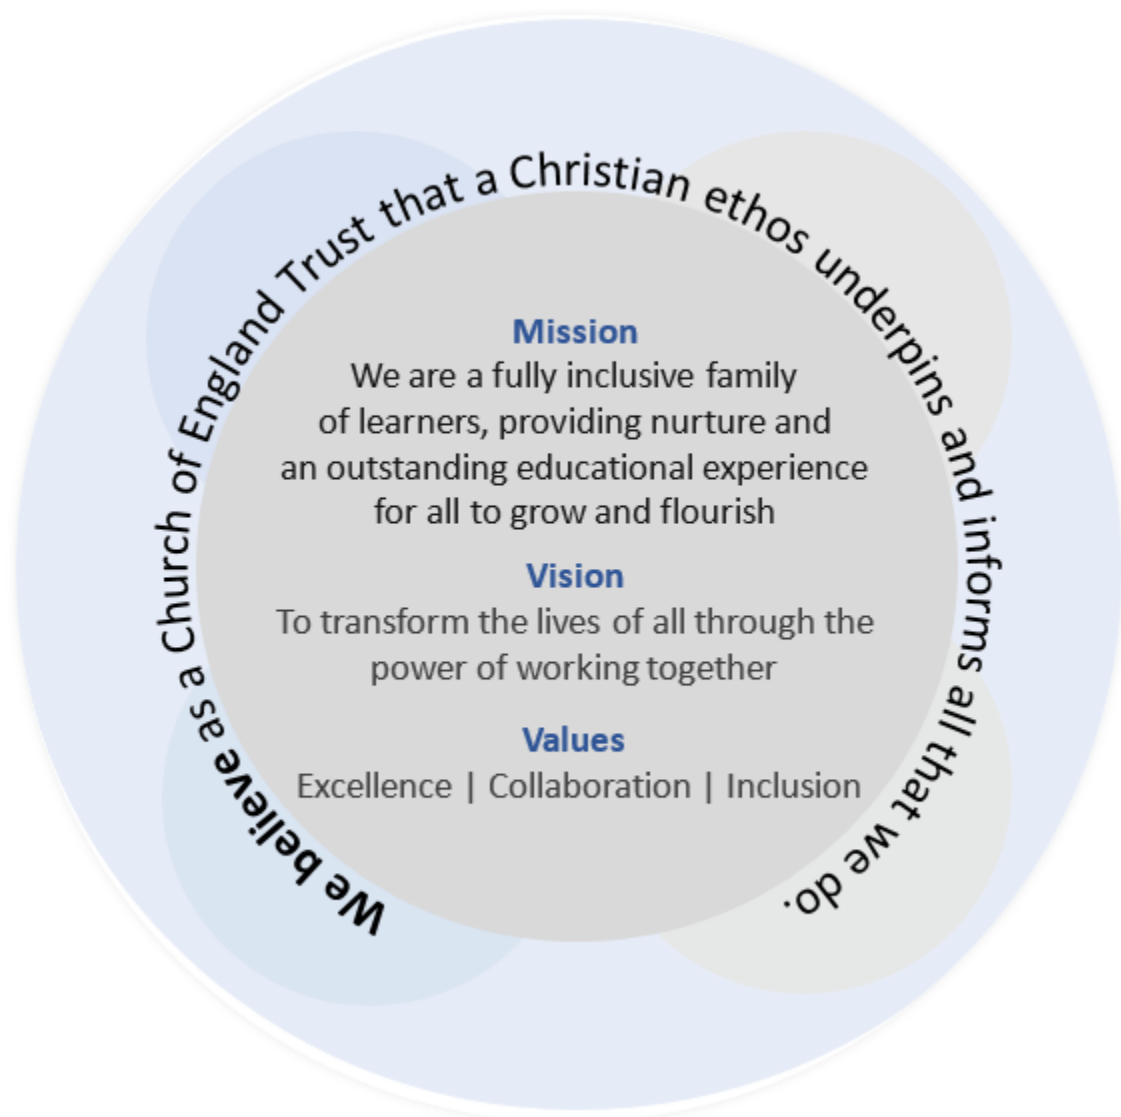 We believe as a Church of England Trust that a Christian ethos underpins and informs all that we do.
Mission
We are a fully inclusive family
of learners, providing nurture and
an outstanding educational experience
for all to grow and flourish
Vision
To transform the lives of all through the
power of working together
Values
Excellence | Collaboration | Inclusion